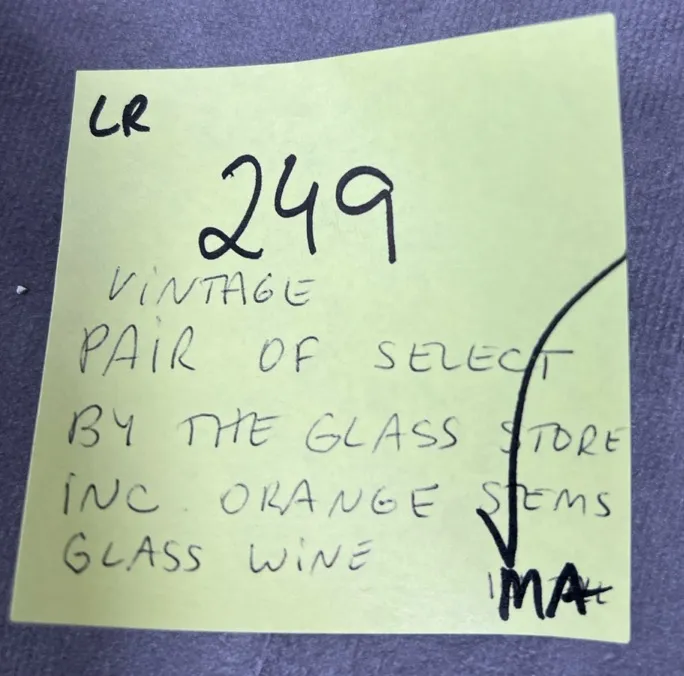 LR
249
ViNTAGE
PAiR OF SELECT
BY THE GLASS STORE
iNC. ORANGE STEMS
GLASS WiNE
MA